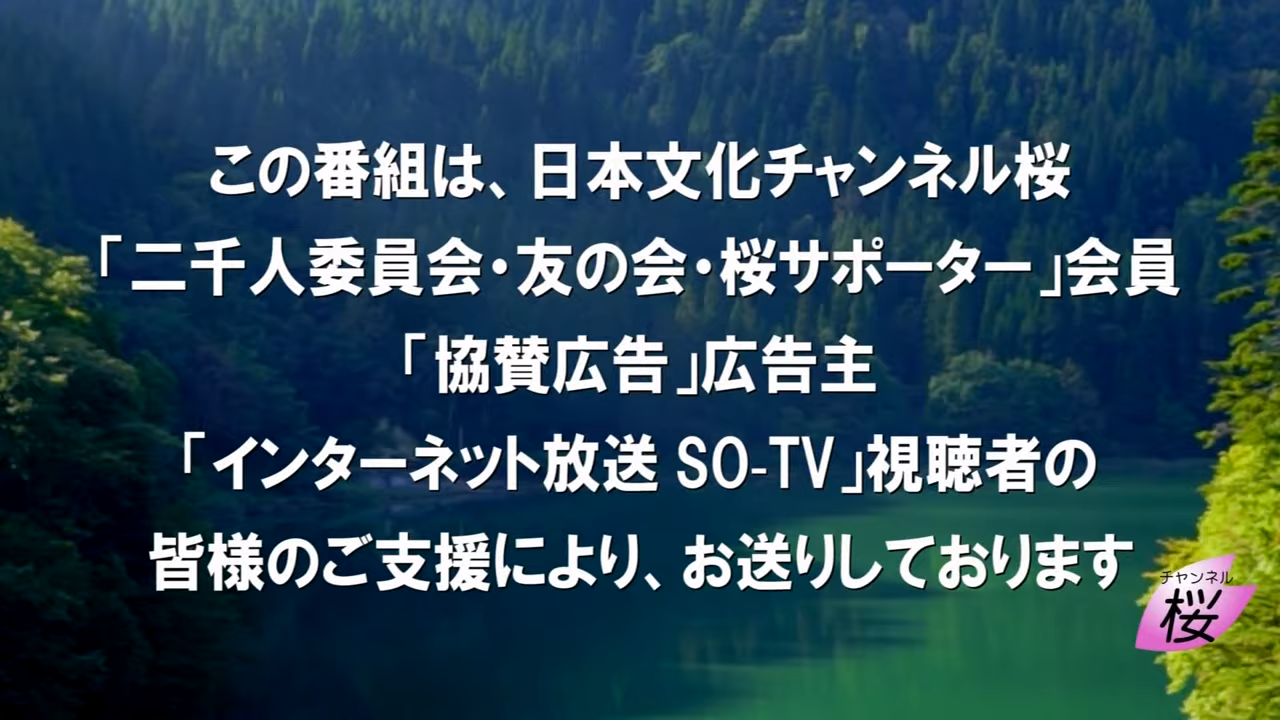 この番組は、日本文化チャンネル桜
「二千人委員会・友の会・桜サポーター」会員
「協賛広告」広告主
「インターネット放送 SO-TV」視聴者の
皆様のご支援により、お送りしております
チャンネル
桜